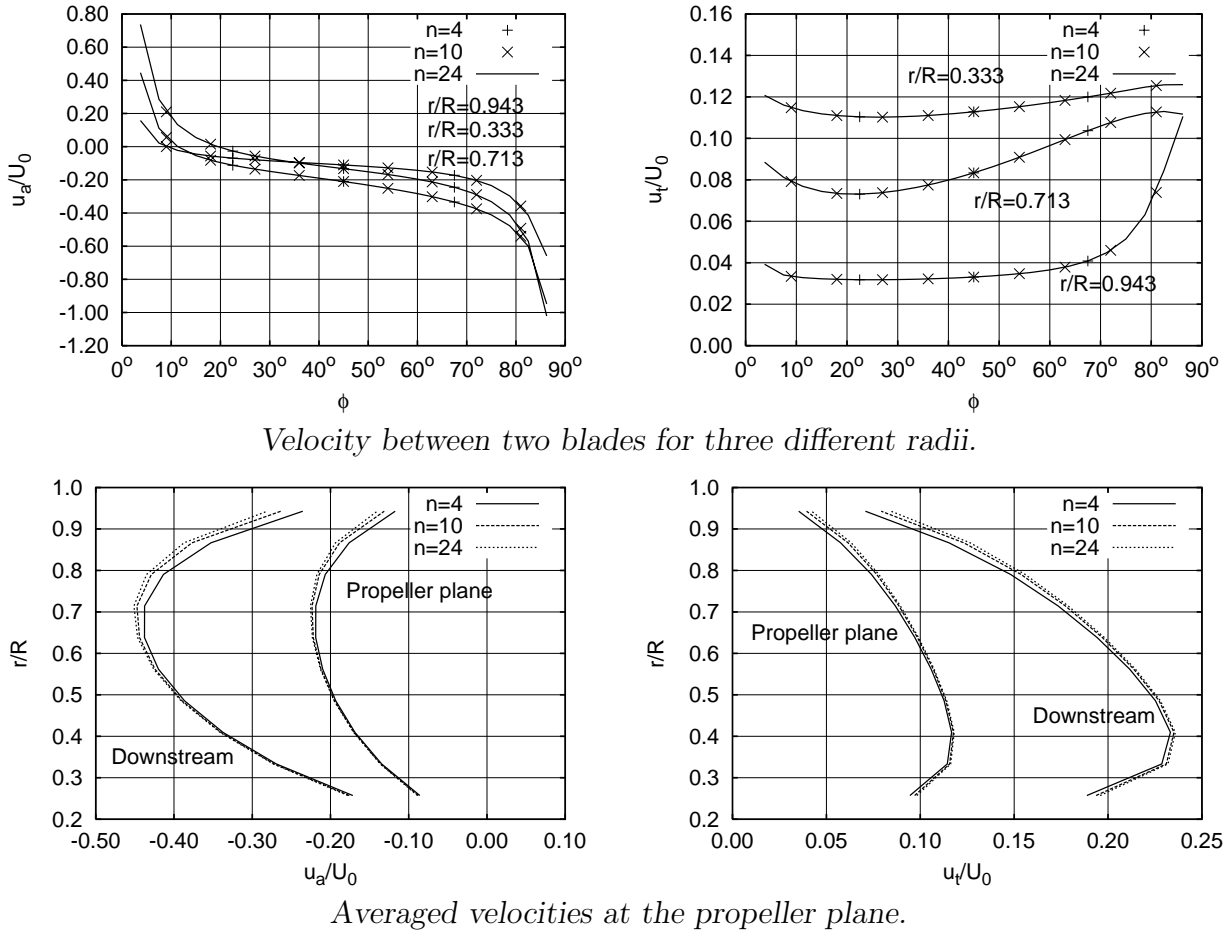 0.80
0.60
0.40
0.20
0.00
-0.20
-0.40
-0.60
-0.80
-1.00
-1.20
uₐ/U₀
n=4
n=10
n=24
r/R=0.943
r/R=0.333
r/R=0.713
0° 10° 20° 30° 40° 50° 60° 70° 80° 90°
ϕ
0.16
0.14
0.12
0.10
0.08
0.06
0.04
0.02
0.00
uₜ/U₀
n=4
n=10
n=24
r/R=0.333
r/R=0.713
r/R=0.943
0° 10° 20° 30° 40° 50° 60° 70° 80° 90°
ϕ
Velocity between two blades for three different radii.
1.0
0.9
0.8
0.7
0.6
0.5
0.4
0.3
0.2
r/R
n=4
n=10
n=24
Propeller plane
Downstream
-0.50 -0.40 -0.30 -0.20 -0.10 0.00 0.10
uₐ/U₀
1.0
0.9
0.8
0.7
0.6
0.5
0.4
0.3
0.2
r/R
n=4
n=10
n=24
Propeller plane
Downstream
0.00 0.05 0.10 0.15 0.20 0.25
uₜ/U₀
Averaged velocities at the propeller plane.